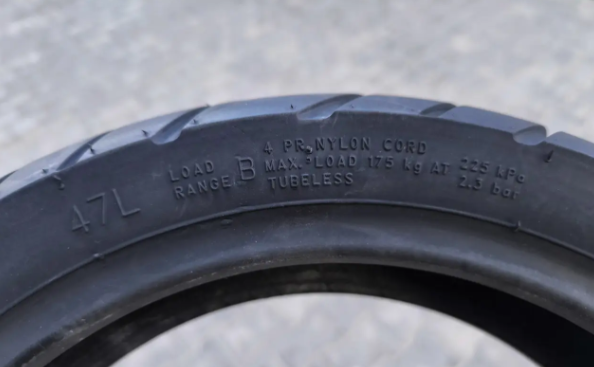 47L
LOAD RANGE B
4 PR, NYLON CORD
MAX. LOAD 175 kg AT 225 kPa
2.3 bar
TUBELESS